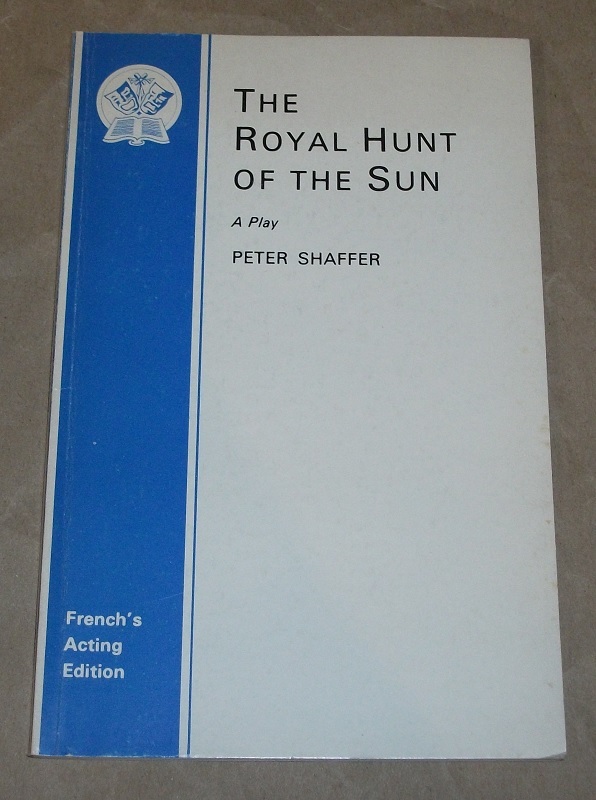 THE
ROYAL HUNT
OF THE SUN
A Play
PETER SHAFFER
French's
Acting
Edition